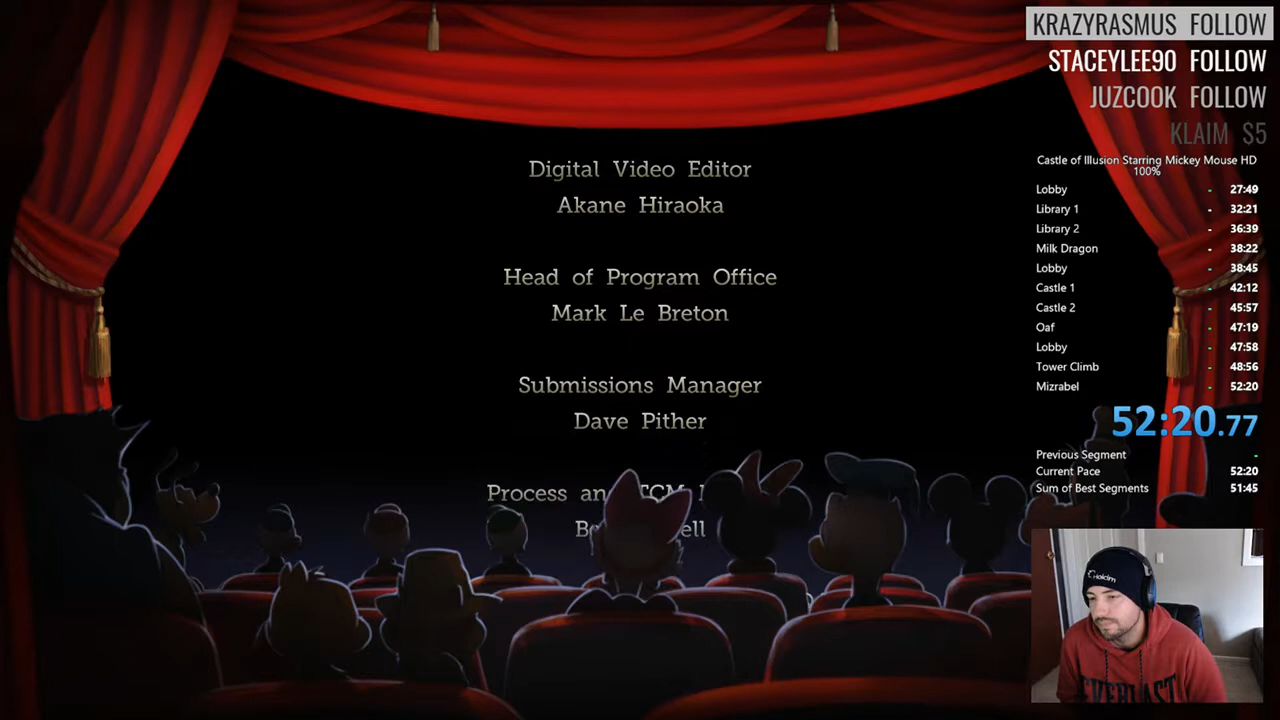 KRAZYRASMUS FOLLOW
STACEYLEE90 FOLLOW
JUZCOOK FOLLOW
KLAIM $5
Castle of Illusion Starring Mickey Mouse HD
100%
Lobby - 27:49
Library 1 - 32:21
Library 2 - 36:39
Milk Dragon - 38:22
Lobby - 38:45
Castle 1 - 42:12
Castle 2 - 45:57
Oaf - 47:19
Lobby - 47:58
Tower Climb - 48:56
Mizrabel - 52:20
52:20.77
Previous Segment -
Current Pace 52:20
Sum of Best Segments 51:45
Digital Video Editor
Akane Hiraoka
Head of Program Office
Mark Le Breton
Submissions Manager
Dave Pither
Process
Holcim
EVERLAST